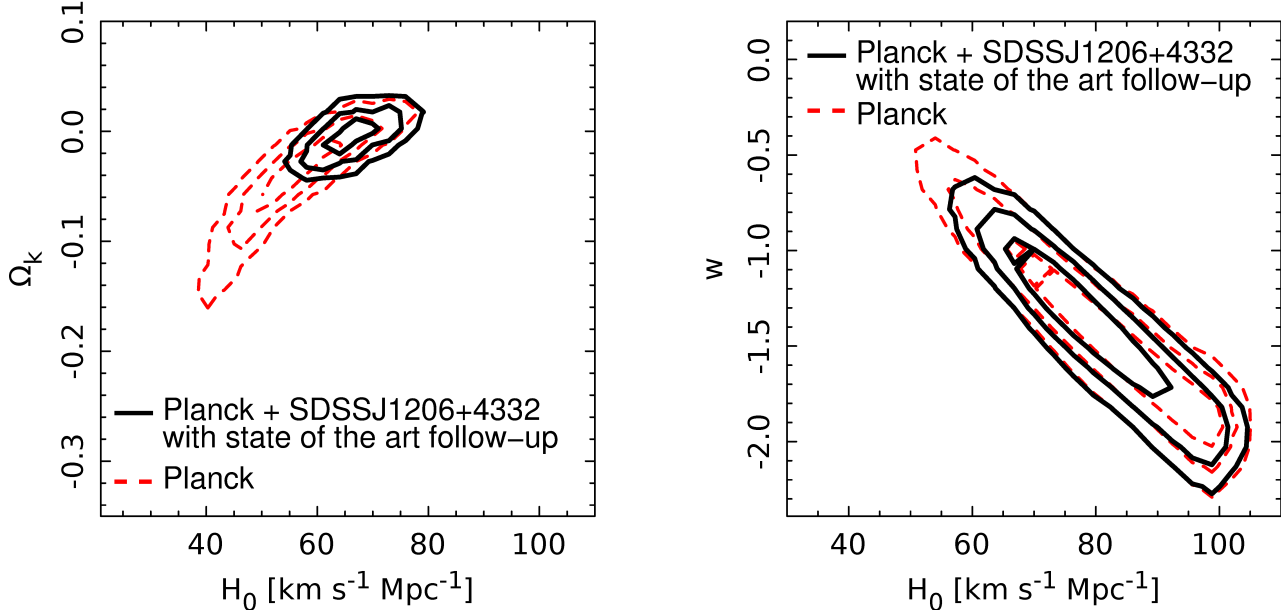 0.1
0.0
-0.1
-0.2
-0.3
Ωk
Planck + SDSSJ1206+4332
with state of the art follow−up
Planck
40 60 80 100
H0 [km s-1 Mpc-1]
Planck + SDSSJ1206+4332
with state of the art follow−up
Planck
0.0
-0.5
-1.0
-1.5
-2.0
w
40 60 80 100
H0 [km s-1 Mpc-1]